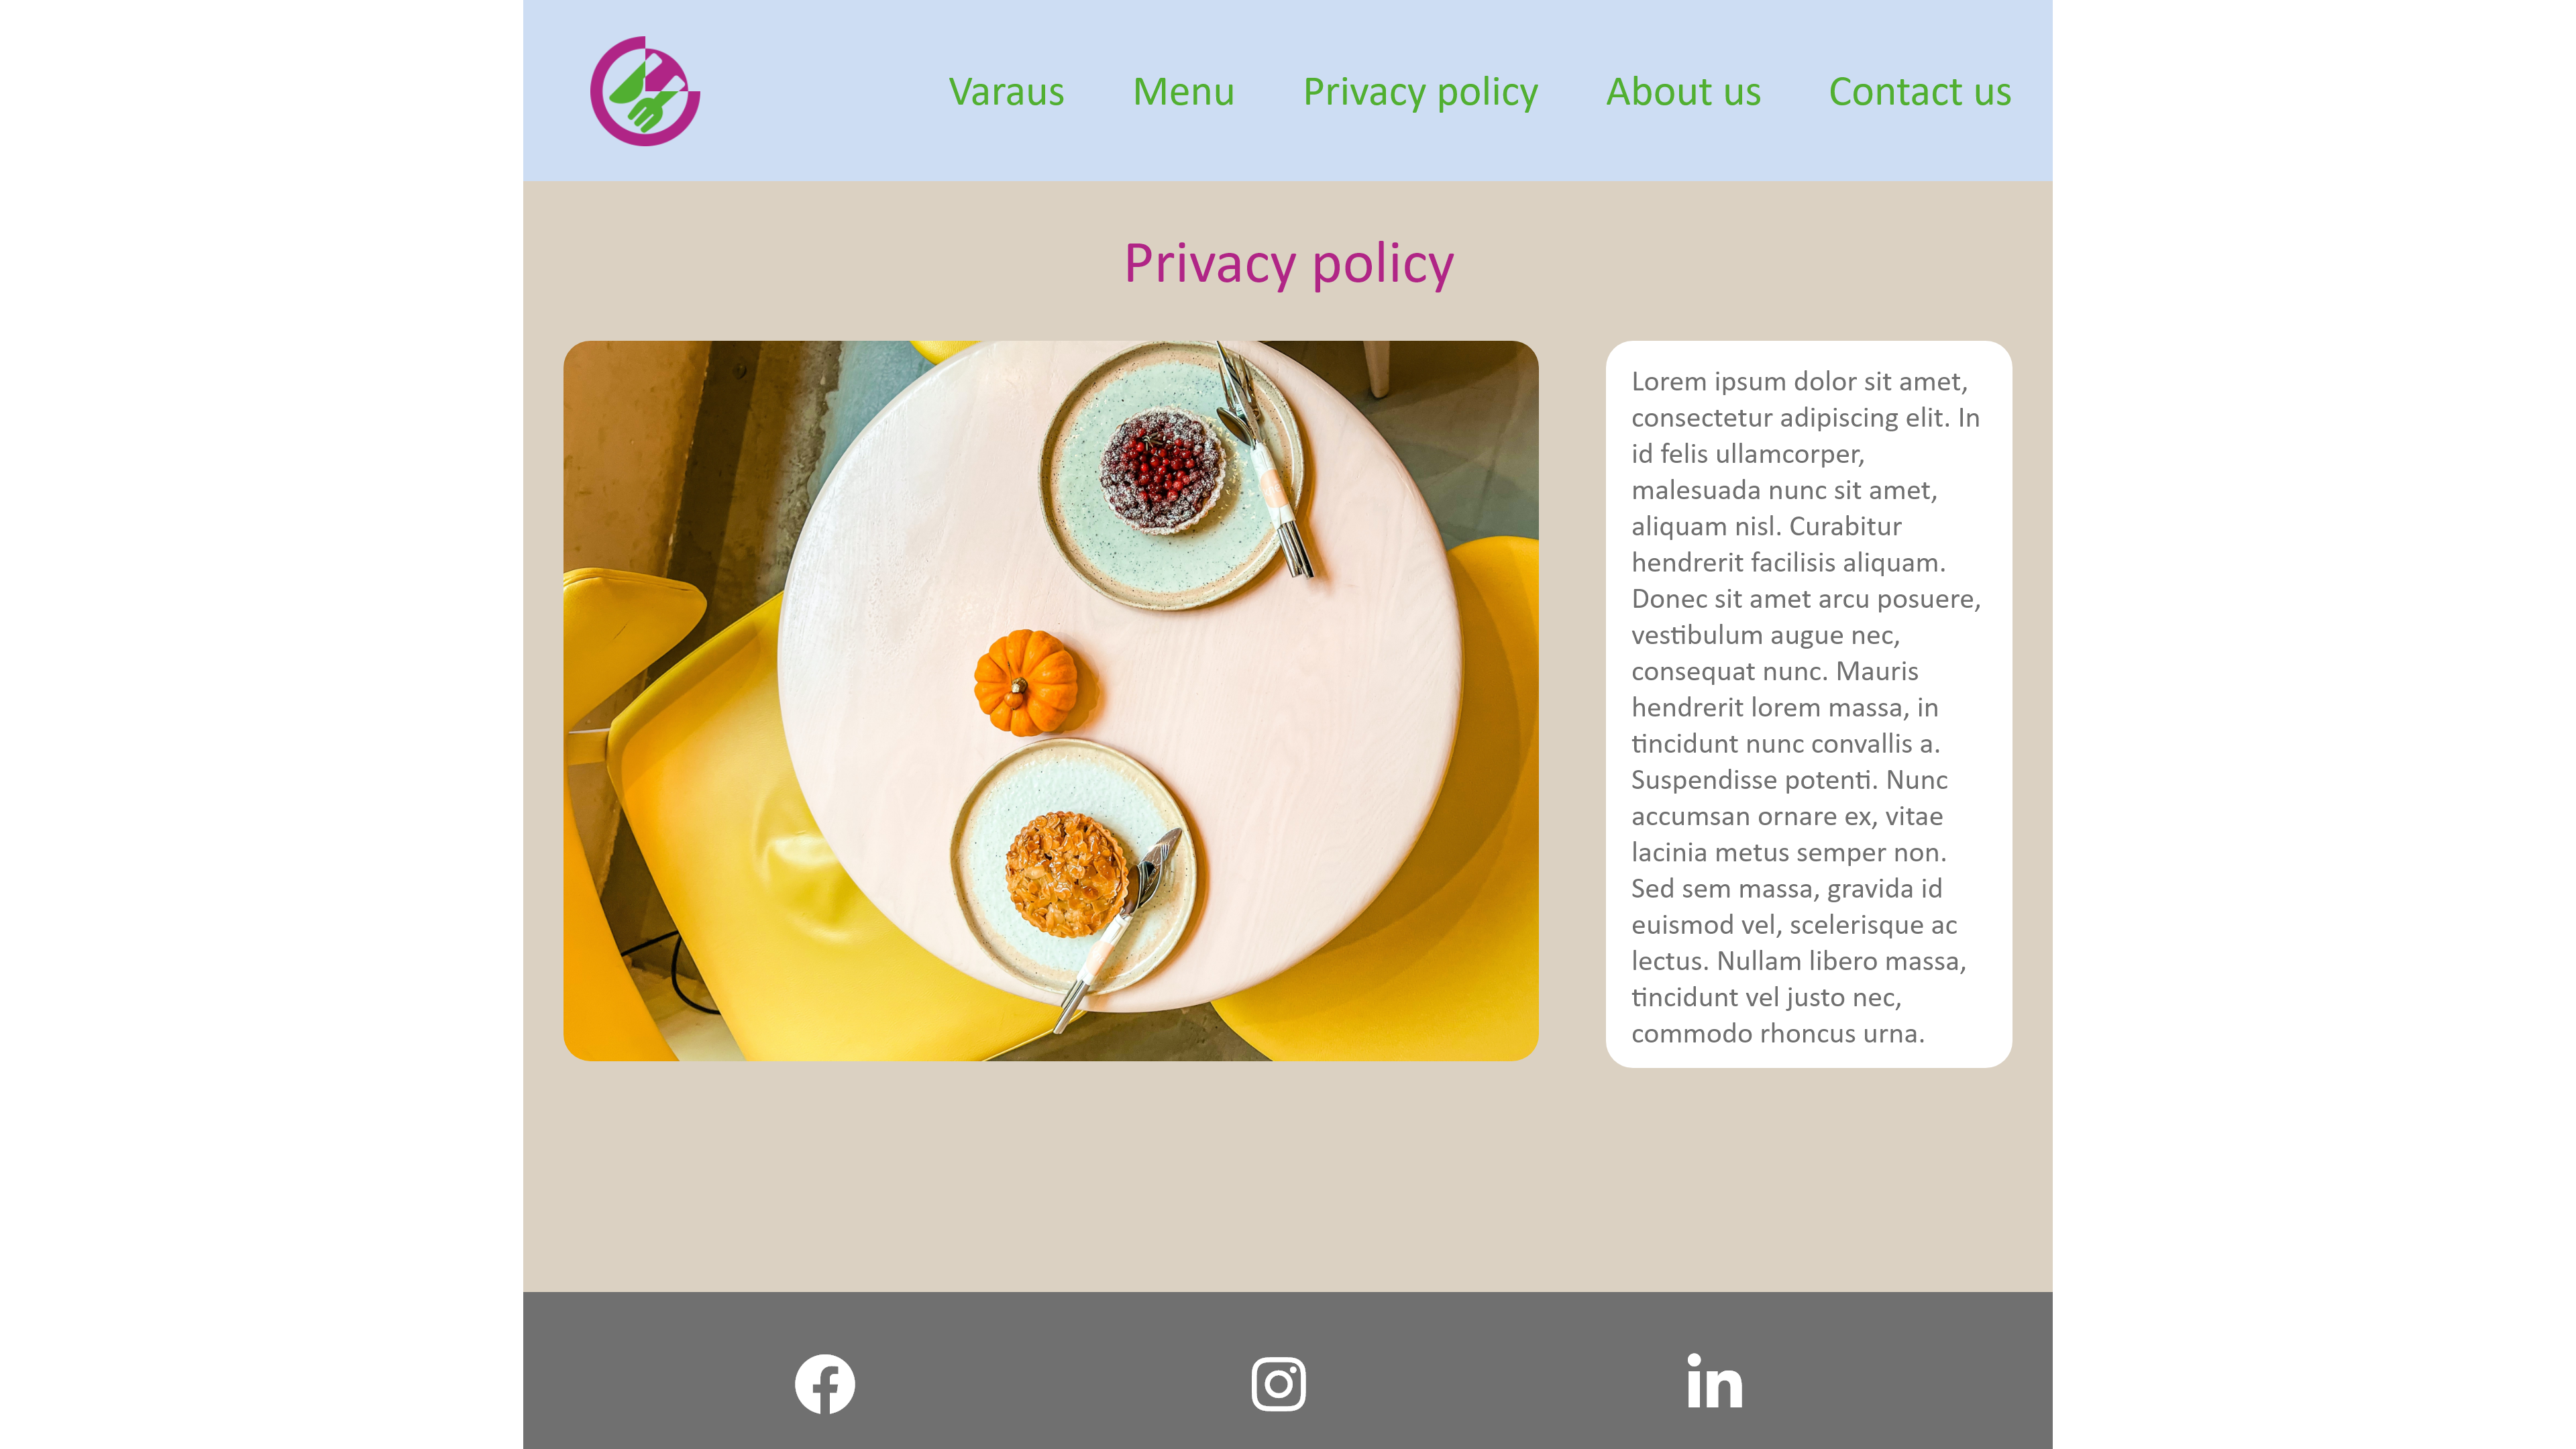 Varaus Menu Privacy policy About us Contact us
Privacy policy
Lorem ipsum dolor sit amet,
consectetur adipiscing elit. In
id felis ullamcorper,
malesuada nunc sit amet,
aliquam nisl. Curabitur
hendrerit facilisis aliquam.
Donec sit amet arcu posuere,
vestibulum augue nec,
consequat nunc. Mauris
hendrerit lorem massa, in
tincidunt nunc convallis a.
Suspendisse potenti. Nunc
accumsan ornare ex, vitae
lacinia metus semper non.
Sed sem massa, gravida id
euismod vel, scelerisque ac
lectus. Nullam libero massa,
tincidunt vel justo nec,
commodo rhoncus urna.